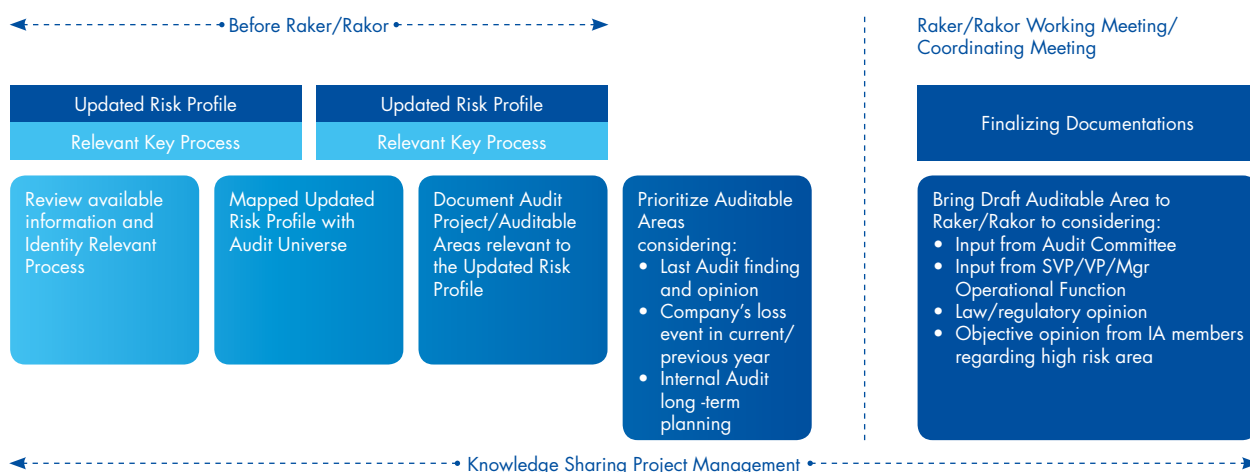 Before Raker/Rakor
Raker/Rakor Working Meeting/
Coordinating Meeting
Updated Risk Profile
Relevant Key Process
Updated Risk Profile
Relevant Key Process
Finalizing Documentations
Review available
information and
Identity Relevant
Process
Mapped Updated
Risk Profile with
Audit Universe
Document Audit
Project/Auditable
Areas relevant to
the Updated Risk
Profile
Prioritize Auditable
Areas
considering:
• Last Audit finding
and opinion
• Company's loss
event in current/
previous year
• Internal Audit
long -term
planning
Bring Draft Auditable Area to
Raker/Rakor to considering:
• Input from Audit Committee
• Input from SVP/VP/Mgr
Operational Function
• Law/regulatory opinion
• Objective opinion from IA members
regarding high risk area
Knowledge Sharing Project Management